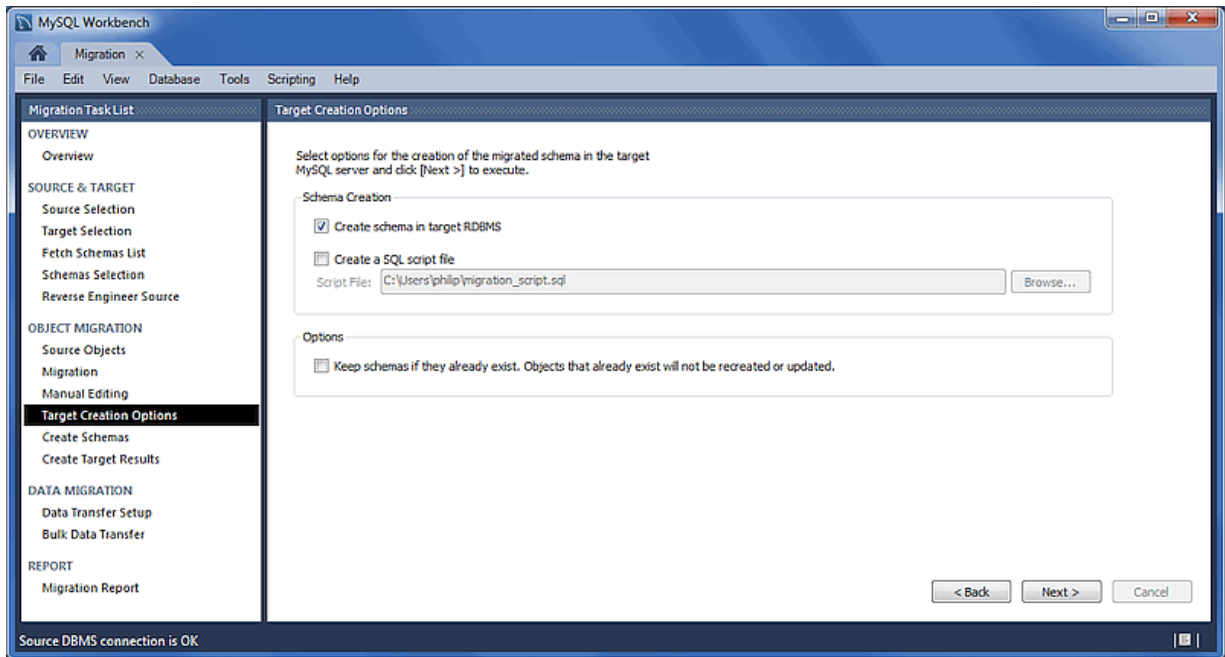 MySQL Workbench
Migration ×
File Edit View Database Tools Scripting Help
Migration Task List
OVERVIEW
Overview
SOURCE & TARGET
Source Selection
Target Selection
Fetch Schemas List
Schemas Selection
Reverse Engineer Source
OBJECT MIGRATION
Source Objects
Migration
Manual Editing
Target Creation Options
Create Schemas
Create Target Results
DATA MIGRATION
Data Transfer Setup
Bulk Data Transfer
REPORT
Migration Report
Target Creation Options
Select options for the creation of the migrated schema in the target
MySQL server and click [Next >] to execute.
Schema Creation
Create schema in target RDBMS
Create a SQL script file
Script File: C:\Users\philip\migration_script.sql Browse...
Options
Keep schemas if they already exist. Objects that already exist will not be recreated or updated.
< Back Next > Cancel
Source DBMS connection is OK